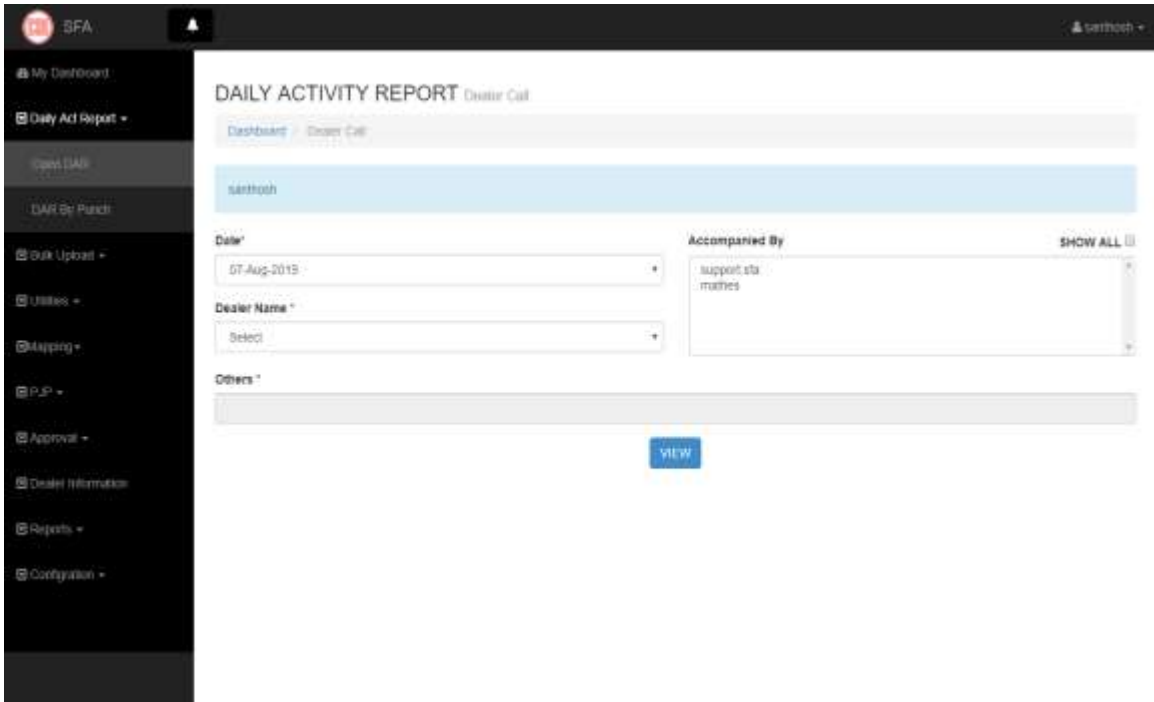 SFA
santhosh
My Dashboard
Daily Act Report
Open DAR
DAR By Punch
Bulk Upload
Utilities
Mapping
PJP
Approval
Dealer Information
Reports
Configration
DAILY ACTIVITY REPORT Dealer Call
Dashboard / Dealer Call
santhosh
Date*
07-Aug-2019
Dealer Name *
Select
Accompanied By SHOW ALL
support sfa
mathes
Others *
VIEW